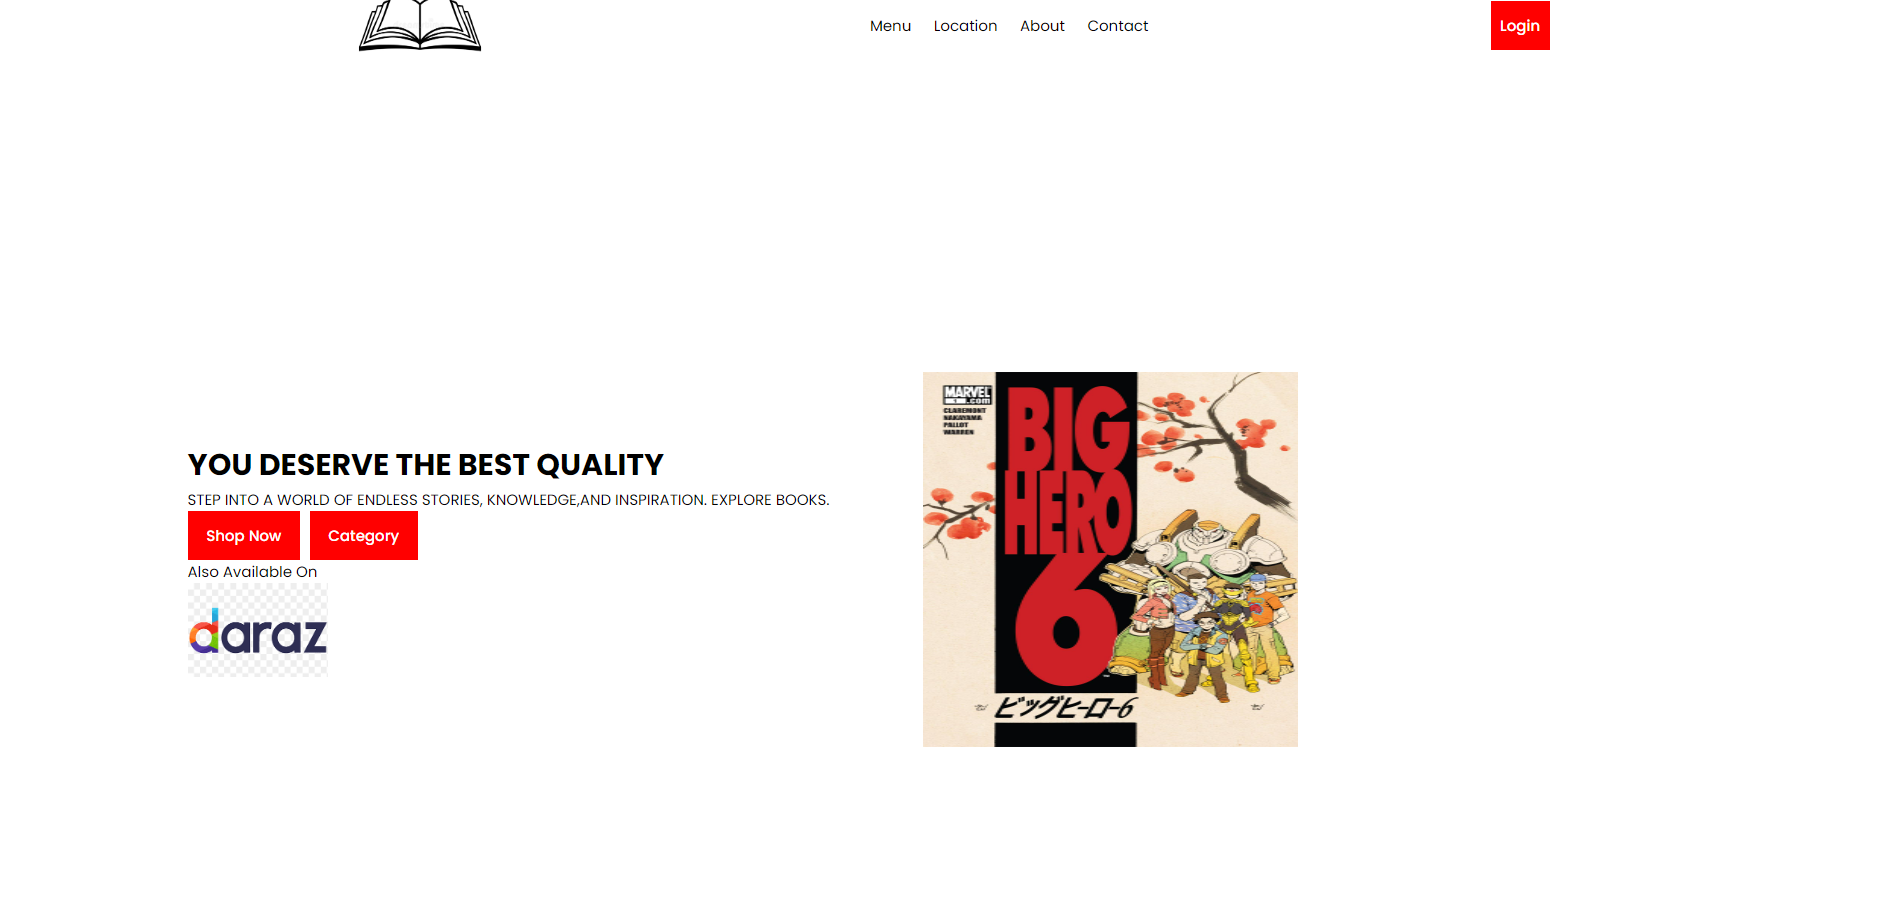 Menu Location About Contact Login
YOU DESERVE THE BEST QUALITY
STEP INTO A WORLD OF ENDLESS STORIES, KNOWLEDGE,AND INSPIRATION. EXPLORE BOOKS.
Shop Now Category
Also Available On
daraz
MARVEL
.com
CLAREMONT
NAKAYAMA
PALLOT
WARREN
BIG
HERO
6
ビッグヒーロー6